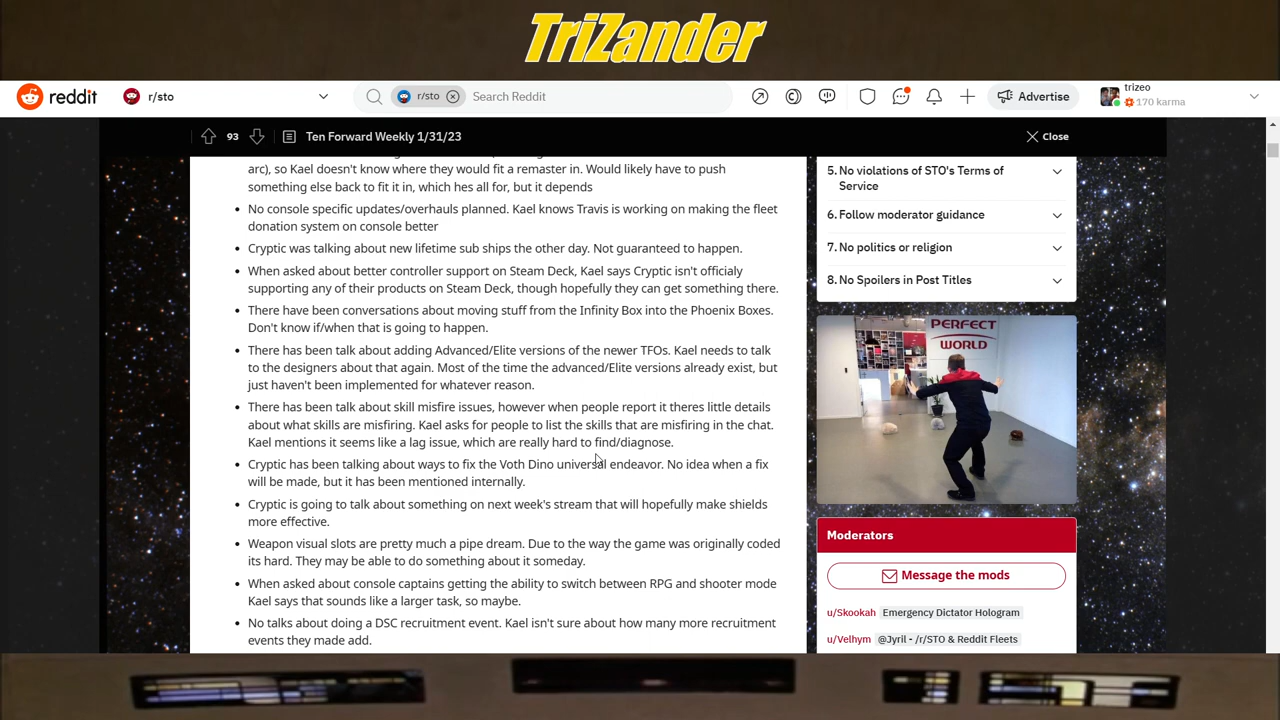 TriZander
reddit r/sto r/sto Search Reddit Advertise trizeo
170 karma
93 Ten Forward Weekly 1/31/23 Close
arc), so Kael doesn't know where they would fit a remaster in. Would likely have to push
something else back to fit it in, which hes all for, but it depends
• No console specific updates/overhauls planned. Kael knows Travis is working on making the fleet
donation system on console better
• Cryptic was talking about new lifetime sub ships the other day. Not guaranteed to happen.
• When asked about better controller support on Steam Deck, Kael says Cryptic isn't officialy
supporting any of their products on Steam Deck, though hopefully they can get something there.
• There have been conversations about moving stuff from the Infinity Box into the Phoenix Boxes.
Don't know if/when that is going to happen.
• There has been talk about adding Advanced/Elite versions of the newer TFOs. Kael needs to talk
to the designers about that again. Most of the time the advanced/Elite versions already exist, but
just haven't been implemented for whatever reason.
• There has been talk about skill misfire issues, however when people report it theres little details
about what skills are misfiring. Kael asks for people to list the skills that are misfiring in the chat.
Kael mentions it seems like a lag issue, which are really hard to find/diagnose.
• Cryptic has been talking about ways to fix the Voth Dino universal endeavor. No idea when a fix
will be made, but it has been mentioned internally.
• Cryptic is going to talk about something on next week's stream that will hopefully make shields
more effective.
• Weapon visual slots are pretty much a pipe dream. Due to the way the game was originally coded
its hard. They may be able to do something about it someday.
• When asked about console captains getting the ability to switch between RPG and shooter mode
Kael says that sounds like a larger task, so maybe.
• No talks about doing a DSC recruitment event. Kael isn't sure about how many more recruitment
events they made add.
5. No violations of STO's Terms of
Service
6. Follow moderator guidance
7. No politics or religion
8. No Spoilers in Post Titles
PERFECT
WORLD
Moderators
Message the mods
u/Skookah Emergency Dictator Hologram
u/Velhym @Jyril - /r/STO & Reddit Fleets